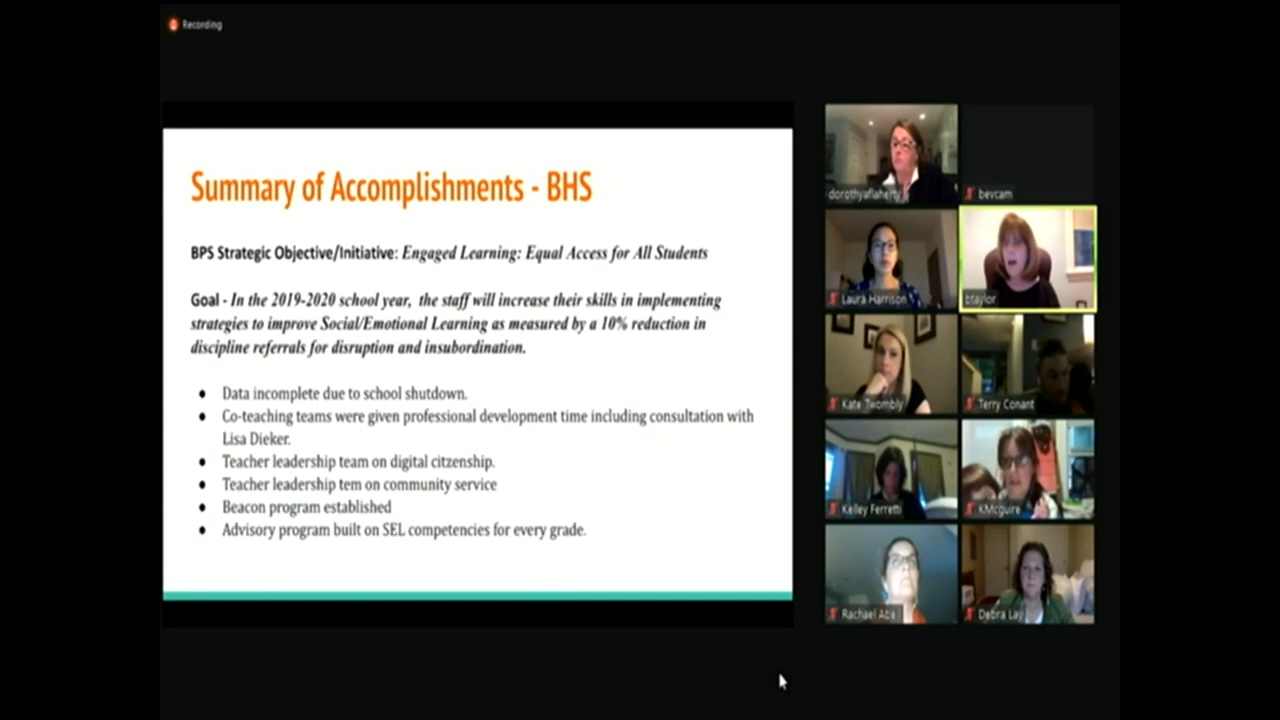 Recording
Summary of Accomplishments - BHS
BPS Strategic Objective/Initiative: Engaged Learning: Equal Access for All Students
Goal - In the 2019-2020 school year, the staff will increase their skills in implementing
strategies to improve Social/Emotional Learning as measured by a 10% reduction in
discipline referrals for disruption and insubordination.
● Data incomplete due to school shutdown.
● Co-teaching teams were given professional development time including consultation with
Lisa Dieker.
● Teacher leadership team on digital citzenship.
● Teacher leadership tem on community service
● Beacon program established
● Advisory program built on SEL competencies for every grade.
dorothyaflaherty
bevcam
Laura Harrison
btaylor
Kate Twombly
Terry Conant
Kelley Ferretti
KMcguire
Rachael Abell
Debra Lay